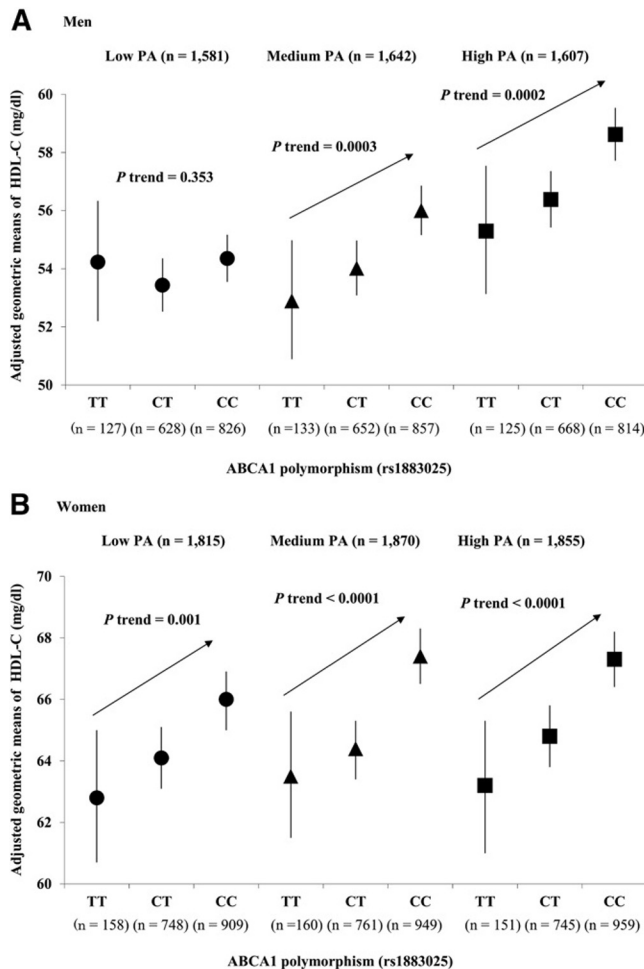 A Men
Low PA (n = 1,581) Medium PA (n = 1,642) High PA (n = 1,607)
Adjusted geometric means of HDL-C (mg/dl)
60
58
56
54
52
50
P trend = 0.353
P trend = 0.0003
P trend = 0.0002
TT CT CC TT CT CC TT CT CC
(n = 127) (n = 628) (n = 826) (n =133) (n = 652) (n = 857) (n = 125) (n = 668) (n = 814)
ABCA1 polymorphism (rs1883025)
B Women
Low PA (n = 1,815) Medium PA (n = 1,870) High PA (n = 1,855)
Adjusted geometric means of HDL-C (mg/dl)
70
68
66
64
62
60
P trend = 0.001
P trend < 0.0001
P trend < 0.0001
TT CT CC TT CT CC TT CT CC
(n = 158) (n = 748) (n = 909) (n =160) (n = 761) (n = 949) (n = 151) (n = 745) (n = 959)
ABCA1 polymorphism (rs1883025)